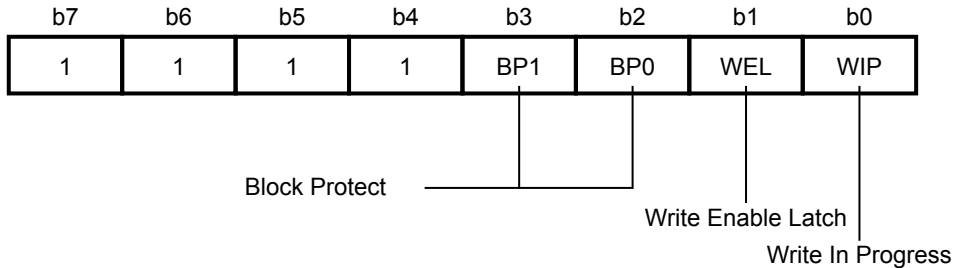 b7 b6 b5 b4 b3 b2 b1 b0
1 1 1 1 BP1 BP0 WEL WIP
Block Protect
Write Enable Latch
Write In Progress